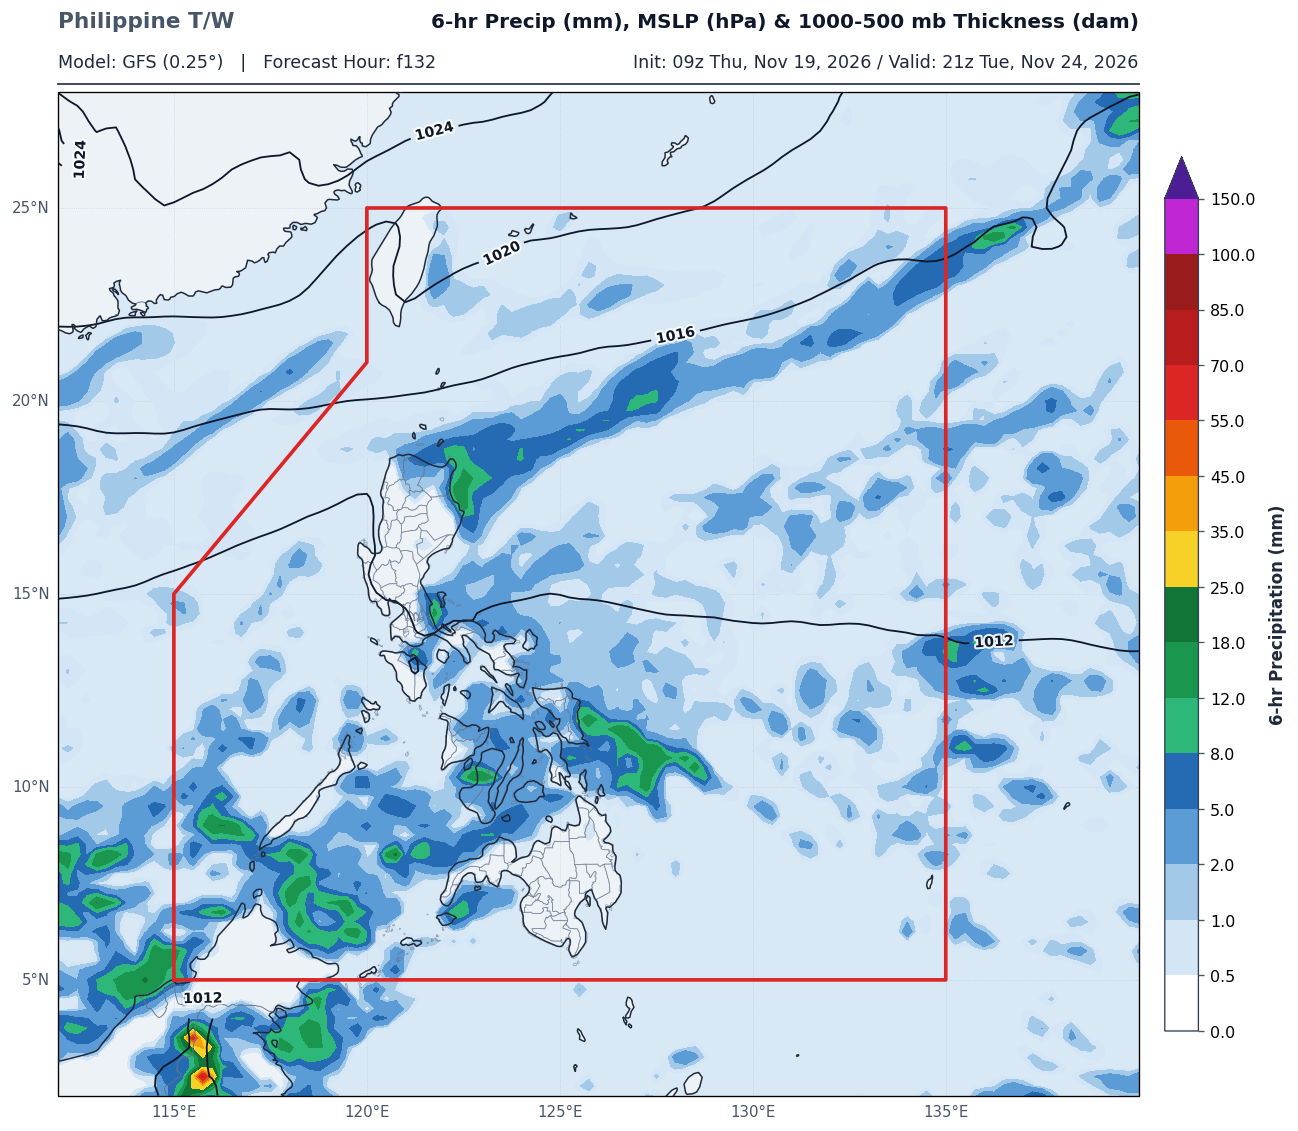 Philippine T/W
6-hr Precip (mm), MSLP (hPa) & 1000-500 mb Thickness (dam)
Model: GFS (0.25°) | Forecast Hour: f132
Init: 09z Thu, Nov 19, 2026 / Valid: 21z Tue, Nov 24, 2026
1024
1024
1020
1016
1012
1012
25°N
20°N
15°N
10°N
5°N
115°E
120°E
125°E
130°E
135°E
150.0
100.0
85.0
70.0
55.0
45.0
35.0
25.0
18.0
12.0
8.0
5.0
2.0
1.0
0.5
0.0
6-hr Precipitation (mm)